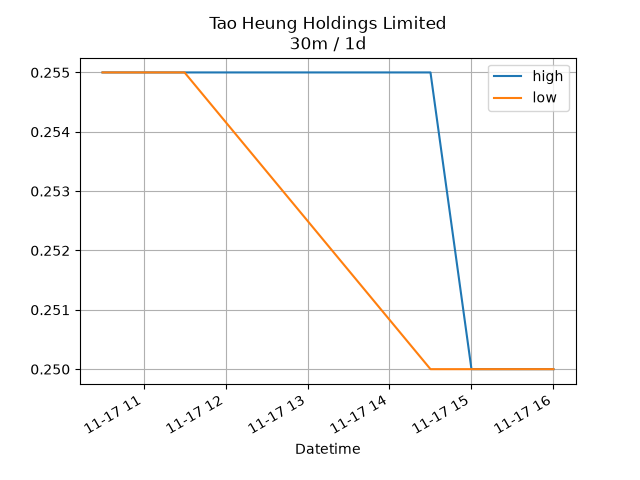 Tao Heung Holdings Limited
30m / 1d
high
low
0.255
0.254
0.253
0.252
0.251
0.250
11-17 11
11-17 12
11-17 13
11-17 14
11-17 15
11-17 16
Datetime